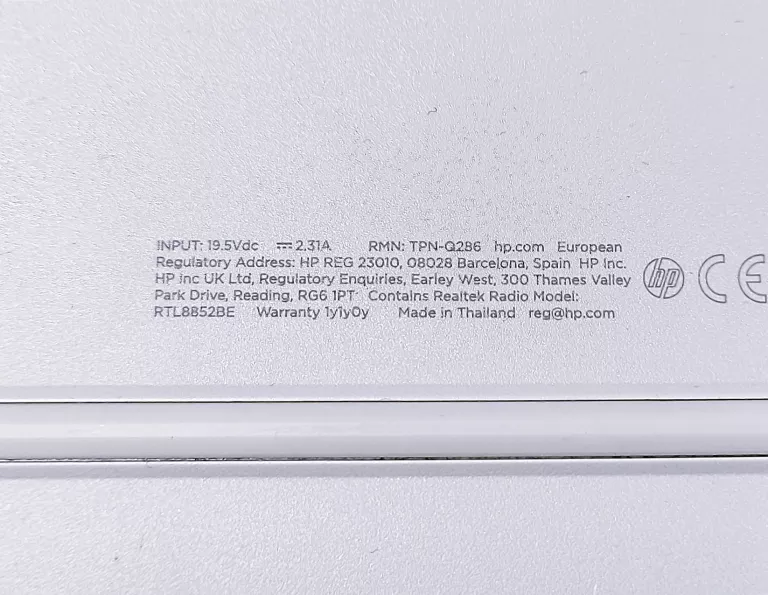 INPUT: 19.5Vdc ⎓ 2.31A RMN: TPN-Q286 hp.com European
Regulatory Address: HP REG 23010, 08028 Barcelona, Spain HP Inc.
HP Inc UK Ltd, Regulatory Enquiries, Earley West, 300 Thames Valley
Park Drive, Reading, RG6 1PT Contains Realtek Radio Model:
RTL8852BE Warranty 1y1y0y Made in Thailand reg@hp.com
hp CE